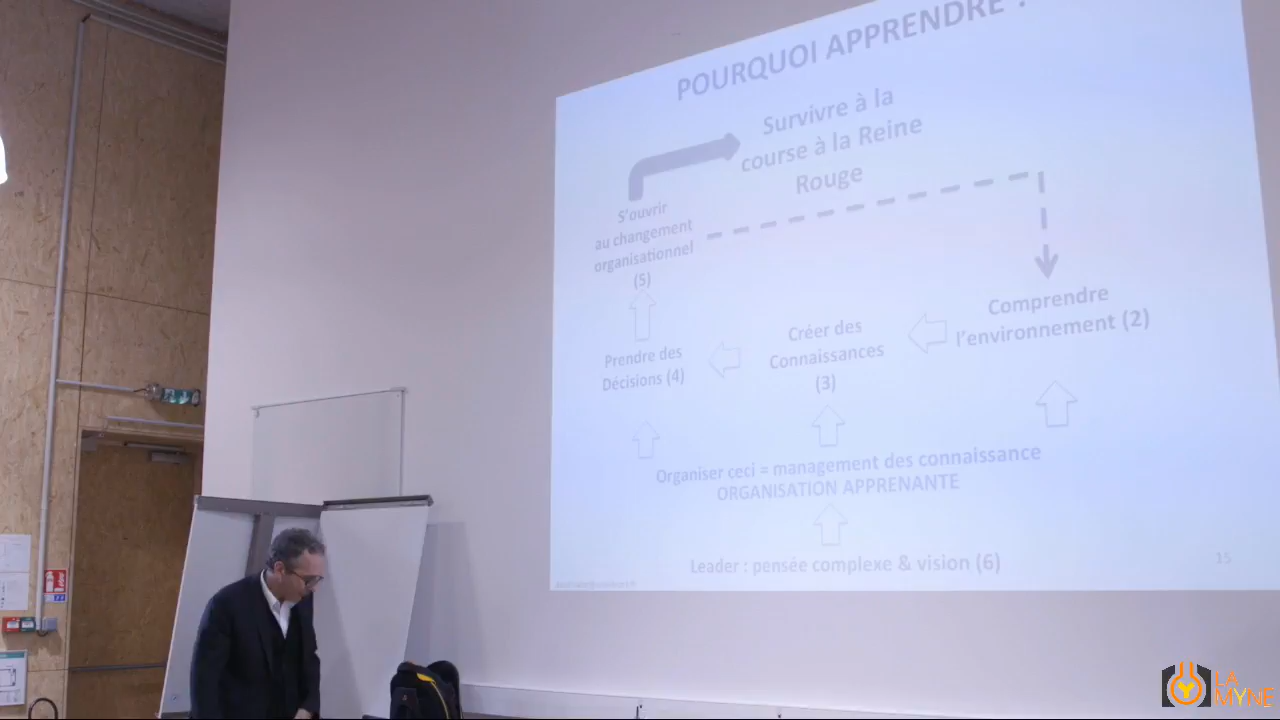 POURQUOI APPRENDRE ?
Survivre à la
course à la Reine
Rouge
S'ouvrir
au changement
organisationnel
(5)
Comprendre
l'environnement (2)
Créer des
Connaissances
(3)
Prendre des
Décisions (4)
Organiser ceci = management des connaissance
ORGANISATION APPRENANTE
Leader : pensée complexe & vision (6)
15
LA
MYNE